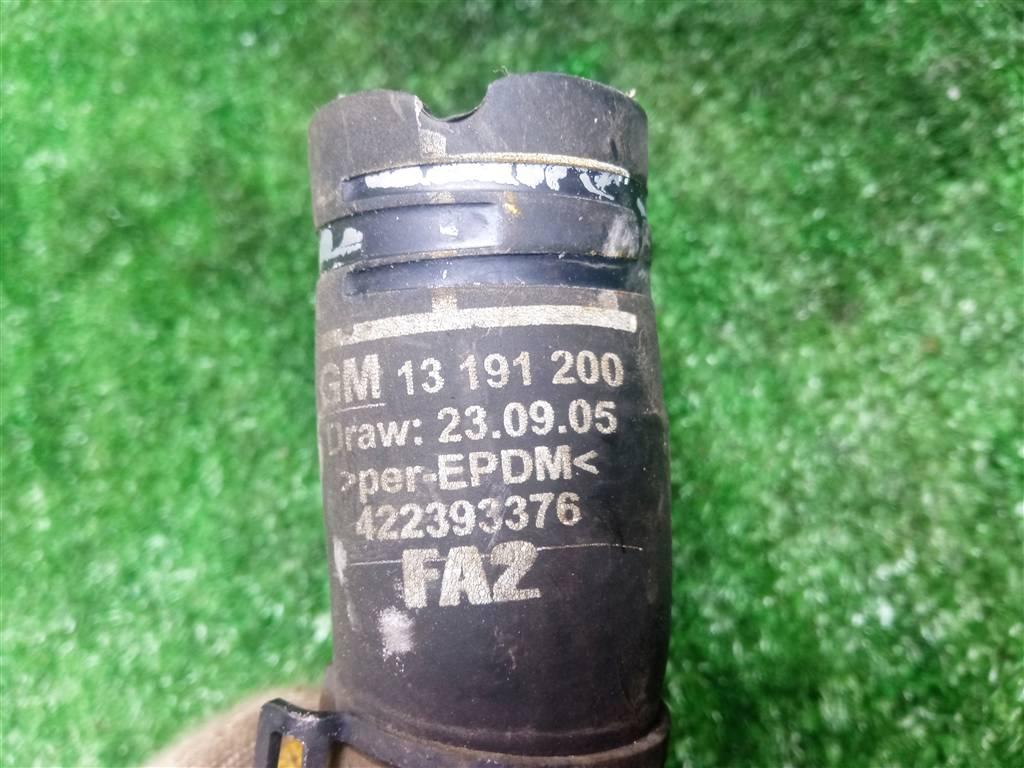 GM 13 191 200
Draw: 23.09.05
>per-EPDM<
422393376
FA2